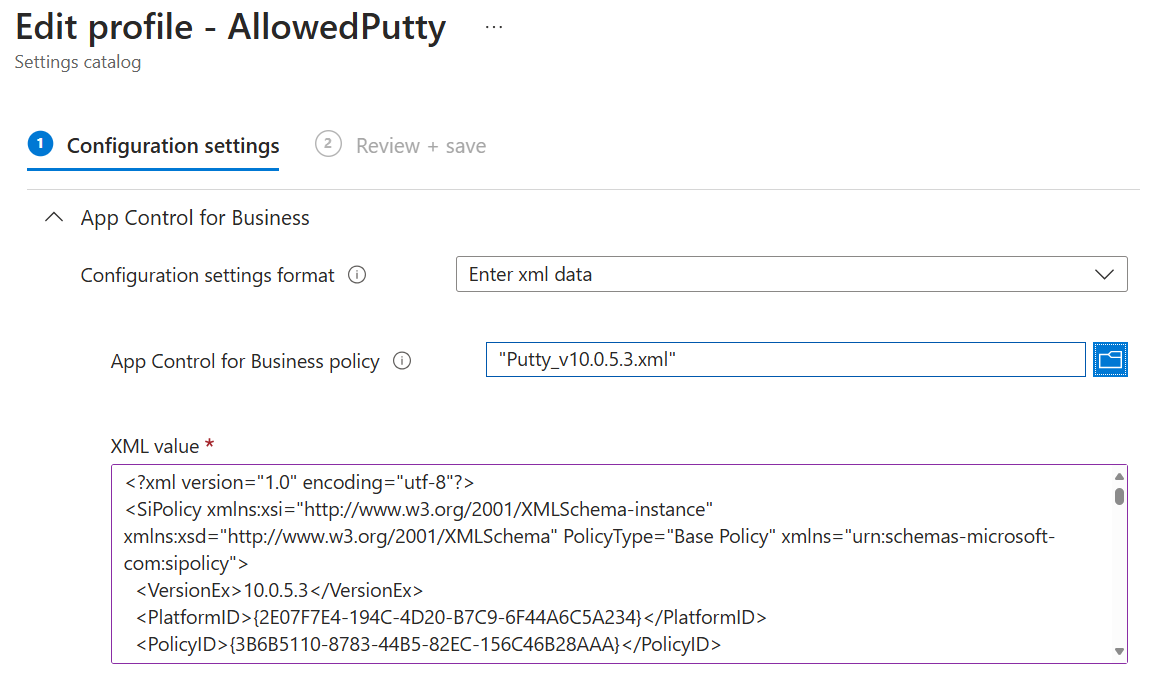 Edit profile - AllowedPutty ...
Settings catalog
1 Configuration settings 2 Review + save
App Control for Business
Configuration settings format Enter xml data
App Control for Business policy "Putty_v10.0.5.3.xml"
XML value *
<?xml version="1.0" encoding="utf-8"?>
<SiPolicy xmlns:xsi="http://www.w3.org/2001/XMLSchema-instance"
xmlns:xsd="http://www.w3.org/2001/XMLSchema" PolicyType="Base Policy" xmlns="urn:schemas-microsoft-
com:sipolicy">
<VersionEx>10.0.5.3</VersionEx>
<PlatformID>{2E07F7E4-194C-4D20-B7C9-6F44A6C5A234}</PlatformID>
<PolicyID>{3B6B5110-8783-44B5-82EC-156C46B28AAA}</PolicyID>